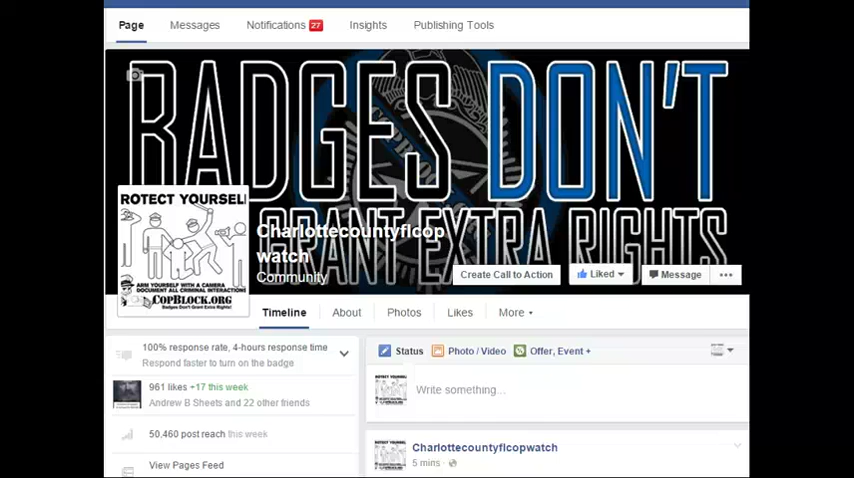 Page Messages Notifications 27 Insights Publishing Tools
BADGES DON'T
GRANT EXTRA RIGHTS
COPBLOCK
ROTECT YOURSELF
ARM YOURSELF WITH A CAMERA
DOCUMENT ALL CRIMINAL INTERACTIONS
COPBLOCK.ORG
Badges Don't Grant Extra Rights!
Charlottecountyflcop
watch
Community
Create Call to Action Liked Message
Timeline About Photos Likes More
100% response rate, 4-hours response time
Respond faster to turn on the badge
961 likes +17 this week
Andrew B Sheets and 22 other friends
50,460 post reach this week
View Pages Feed
Status Photo / Video Offer, Event +
Write something...
Charlottecountyflcopwatch
5 mins ·